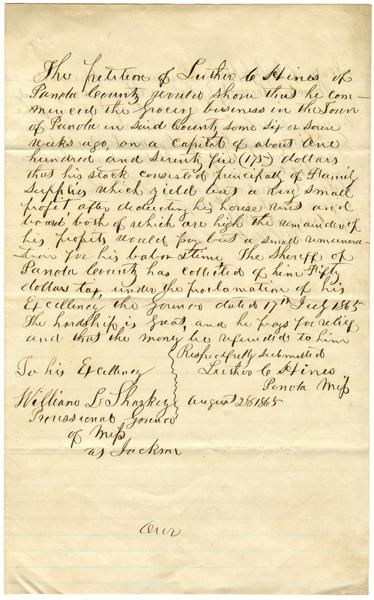 The petition of Luther C Hines of
Panola County would show that he com-
menced the Grocery business in the Town
of Panola in Said County some Six or Seven
weeks ago, on a Capital of about One
hundred and Seventy five (175) dollars
that his stock consisted principally of Family
Supplies which yield but a very small
profit after deducting his house rent and
board both of which are high the remainder of
his profits would pay but a small remunera-
tion for his labor & time. The Sheriff of
Panola County has collected of him Fifty
dollars tax, under the proclamation of his
Excellency the Governor dated 17th July 1865
The hardship is great, and he prays for relief
and that the money be refunded to him
Respectfully submitted
Luther C Hines
Panola Miss
To his Excellency
William L Sharkey
August 28 1865
Provisional Governor
of Miss
at Jackson
Over